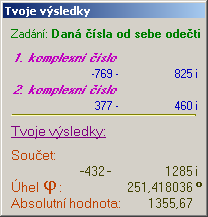 Tvoje výsledky
Zadání: Daná čísla od sebe odečti
1. komplexní číslo
-769 - 825 i
2. komplexní číslo
377 - 460 i
Tvoje výsledky:
Součet:
-432 - 1285 i
Úhel φ: 251,418036 º
Absolutní hodnota: 1355,67